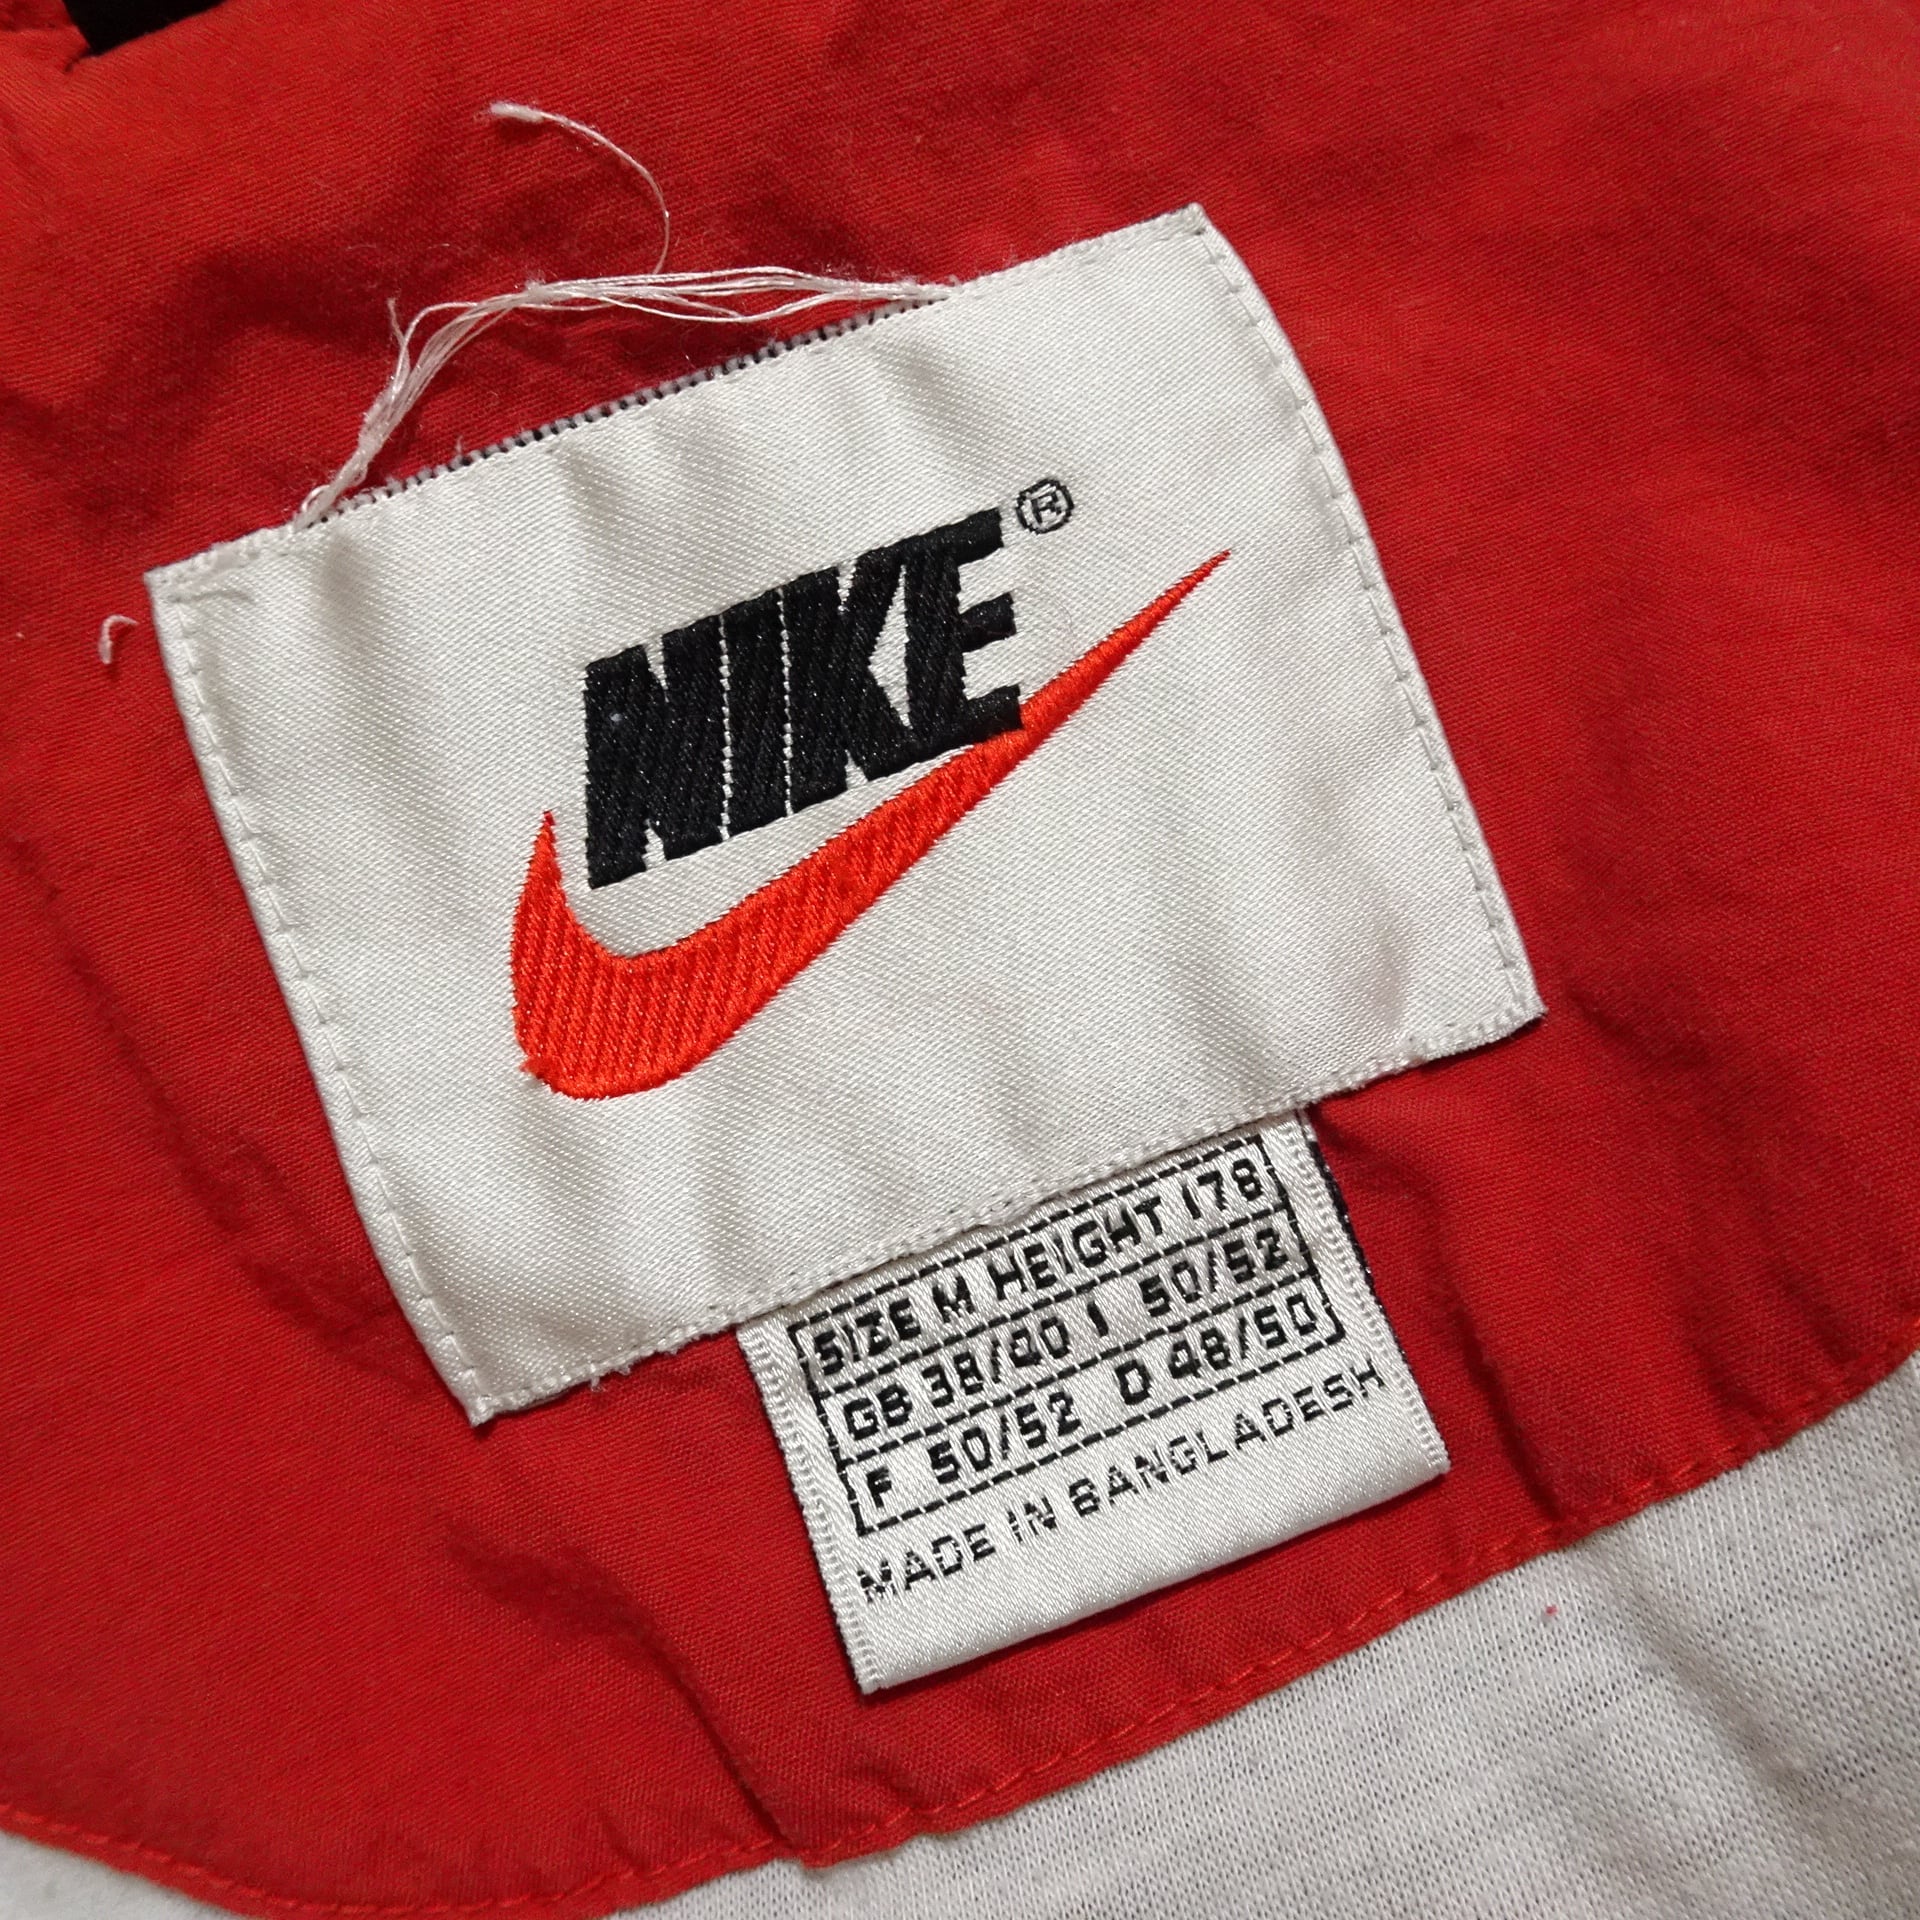 NIKE®
SIZE M HEIGHT 178
GB 38/40 I 50/52
F 50/52 D 48/50
MADE IN BANGLADESH